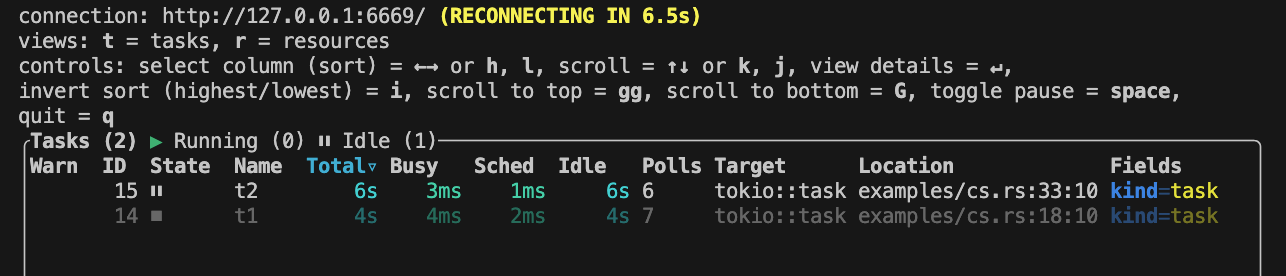 connection: http://127.0.0.1:6669/ (RECONNECTING IN 6.5s)
views: t = tasks, r = resources
controls: select column (sort) = ←→ or h, l, scroll = ↑↓ or k, j, view details = ↵,
invert sort (highest/lowest) = i, scroll to top = gg, scroll to bottom = G, toggle pause = space,
quit = q
Tasks (2) ▶ Running (0) ⏸ Idle (1)
Warn ID State Name Total▿ Busy Sched Idle Polls Target Location Fields
15 ⏸ t2 6s 3ms 1ms 6s 6 tokio::task examples/cs.rs:33:10 kind=task
14 ⏹ t1 4s 4ms 2ms 4s 7 tokio::task examples/cs.rs:18:10 kind=task